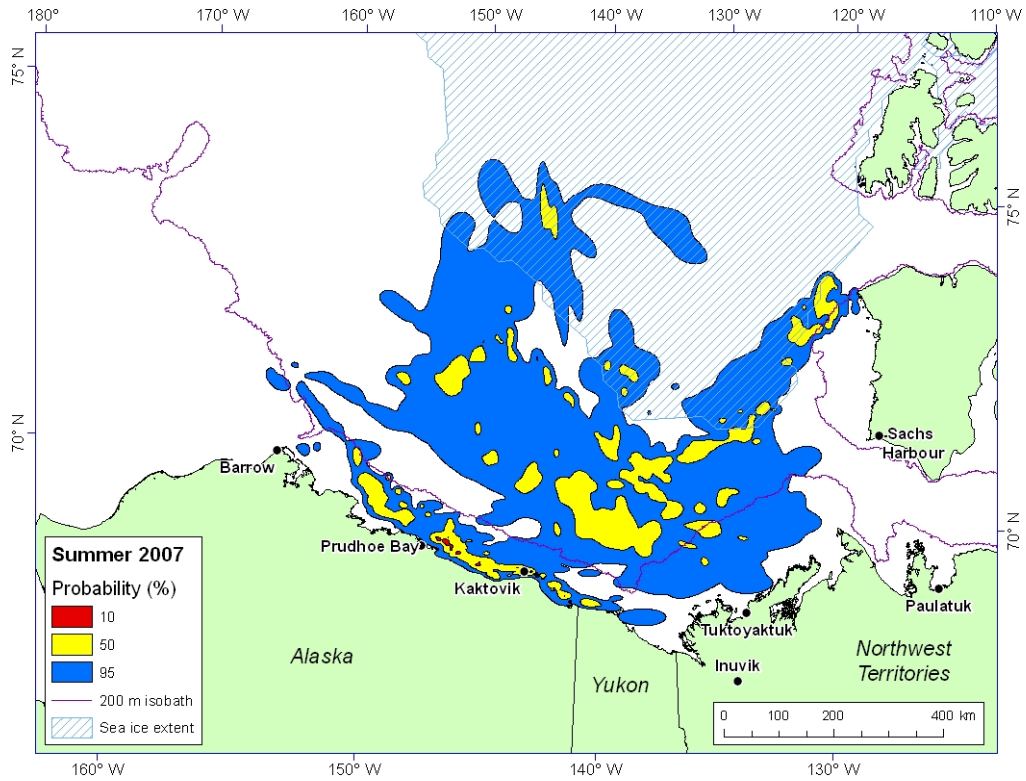 180° W 170° W 160° W 150° W 140° W 130° W 120° W 110° W
75° N
75° N
70° N
70° N
Sachs
Harbour
Barrow
Prudhoe Bay
Kaktovik
Paulatuk
Tuktoyaktuk
Inuvik
Alaska
Yukon
Northwest
Territories
Summer 2007
Probability (%)
10
50
95
200 m isobath
Sea ice extent
0 100 200 400 km
160° W 150° W 140° W 130° W